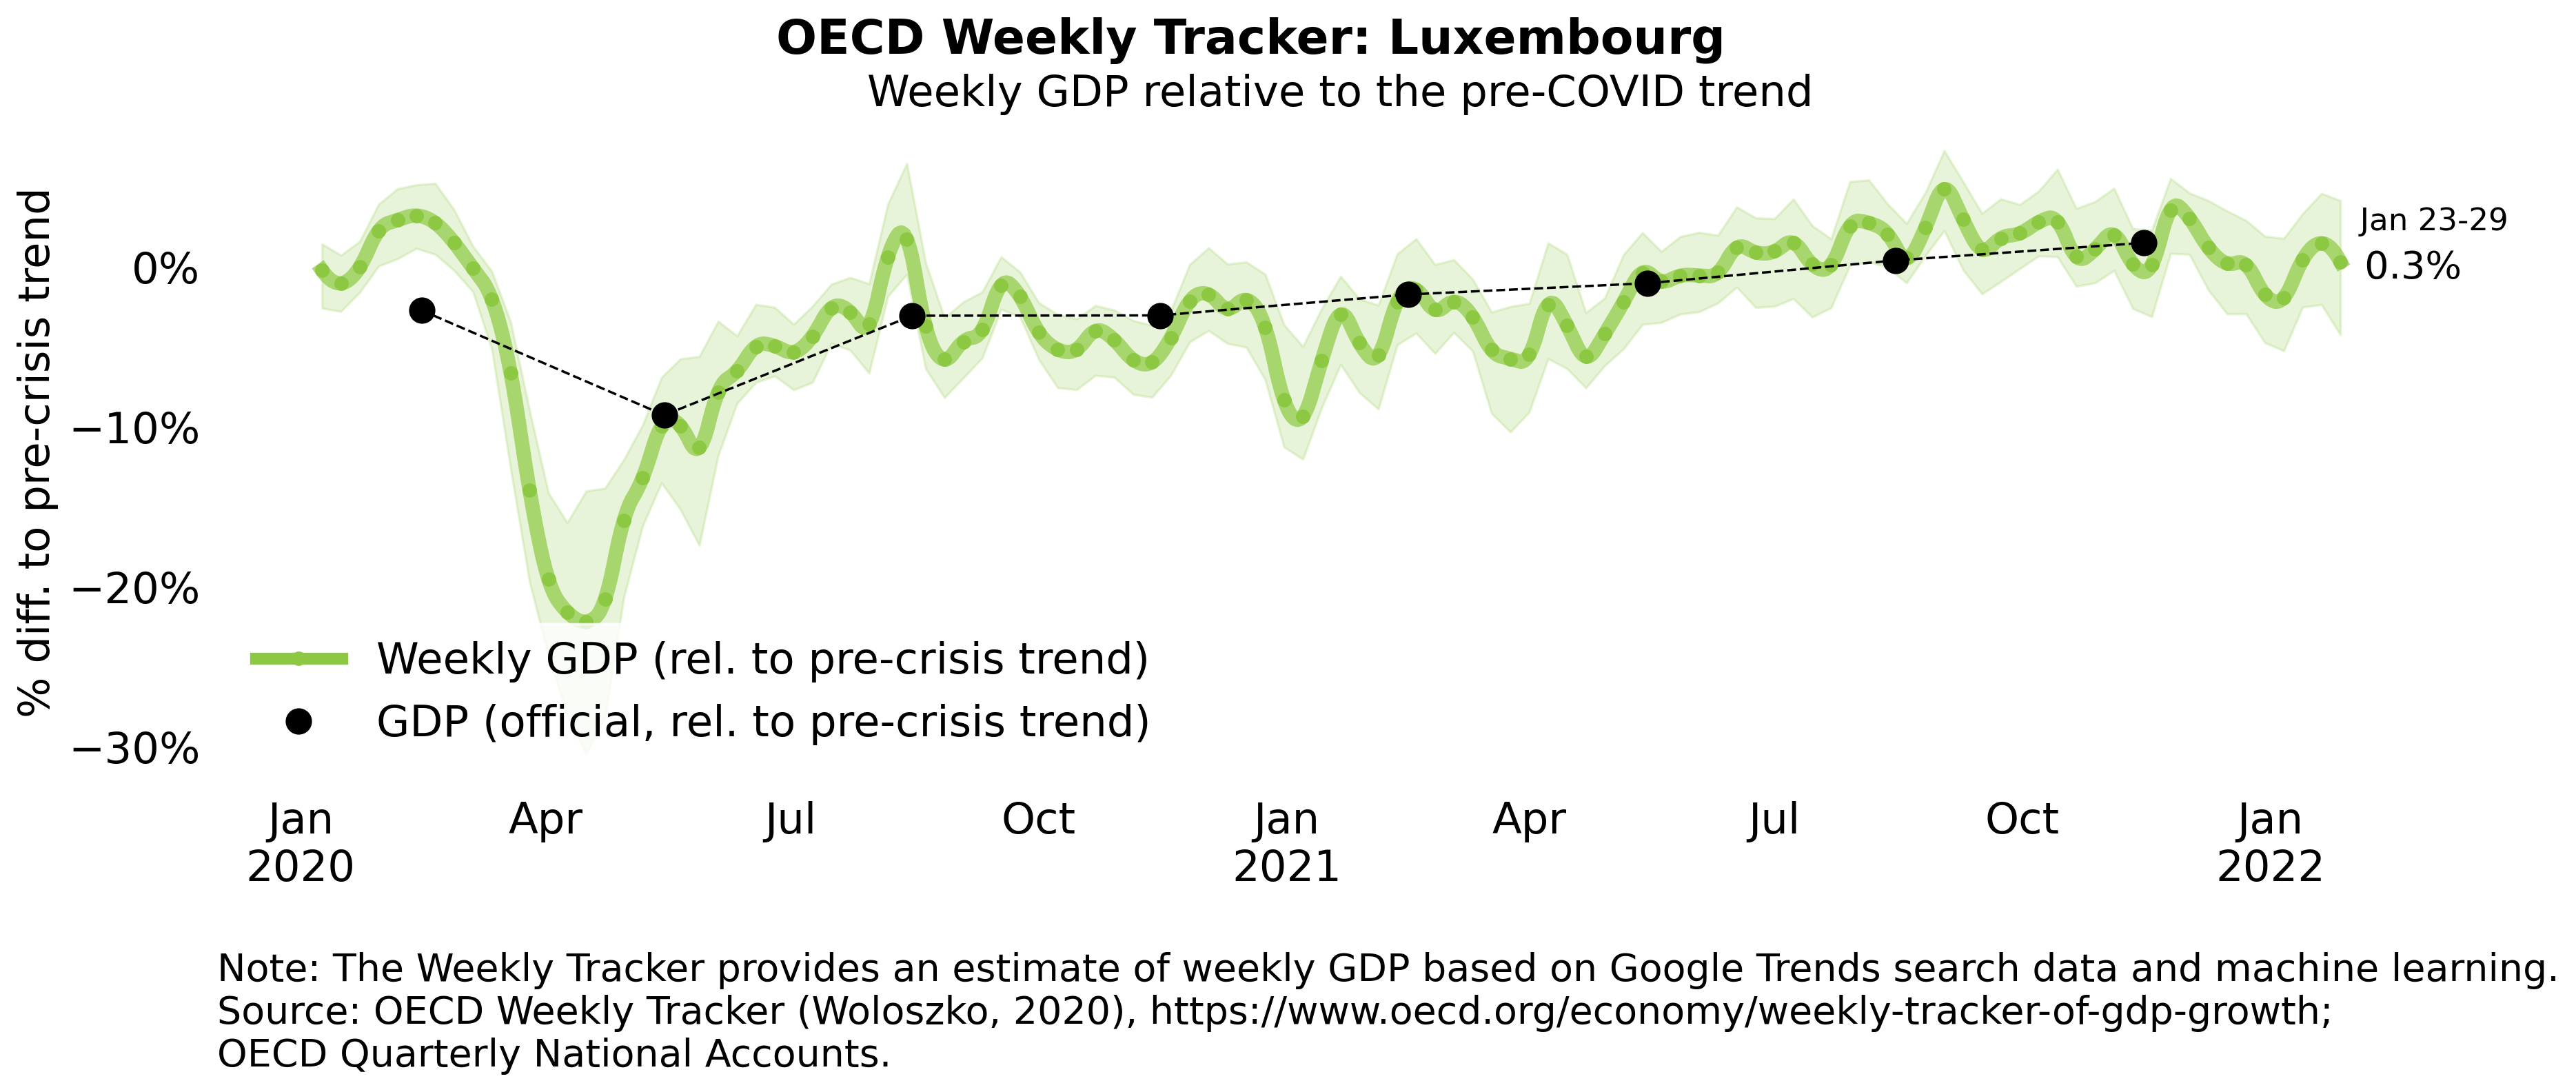 OECD Weekly Tracker: Luxembourg
Weekly GDP relative to the pre-COVID trend
% diff. to pre-crisis trend
0%
−10%
−20%
−30%
Jan 23-29
0.3%
Weekly GDP (rel. to pre-crisis trend)
GDP (official, rel. to pre-crisis trend)
Jan Apr Jul Oct Jan Apr Jul Oct Jan
2020 2021 2022
Note: The Weekly Tracker provides an estimate of weekly GDP based on Google Trends search data and machine learning.
Source: OECD Weekly Tracker (Woloszko, 2020), https://www.oecd.org/economy/weekly-tracker-of-gdp-growth;
OECD Quarterly National Accounts.